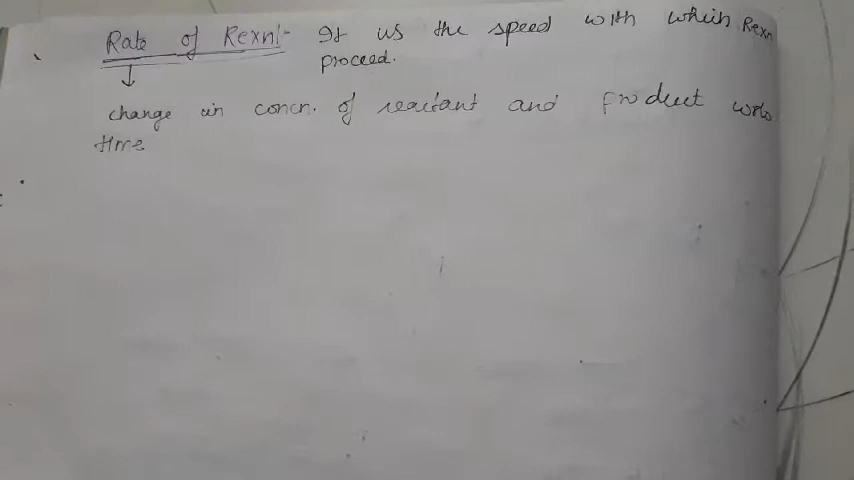 Rate of Rexn:- It is the speed with which Rexn
proceed.
↓
change in concn. of reactant and product w.r.to
time